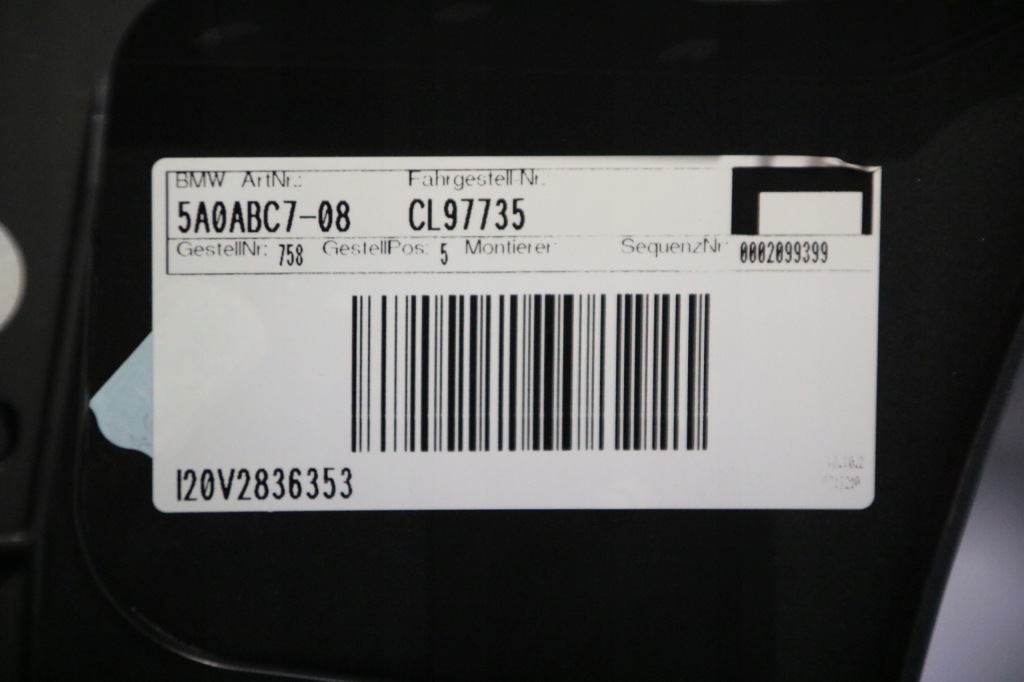 BMW ArtNr.: Fahrgestell-Nr.
5A0ABC7-08 CL97735
GestellNr: 758 GestellPos: 5 Montierer: SequenzNr: 0002099399
I20V2836353